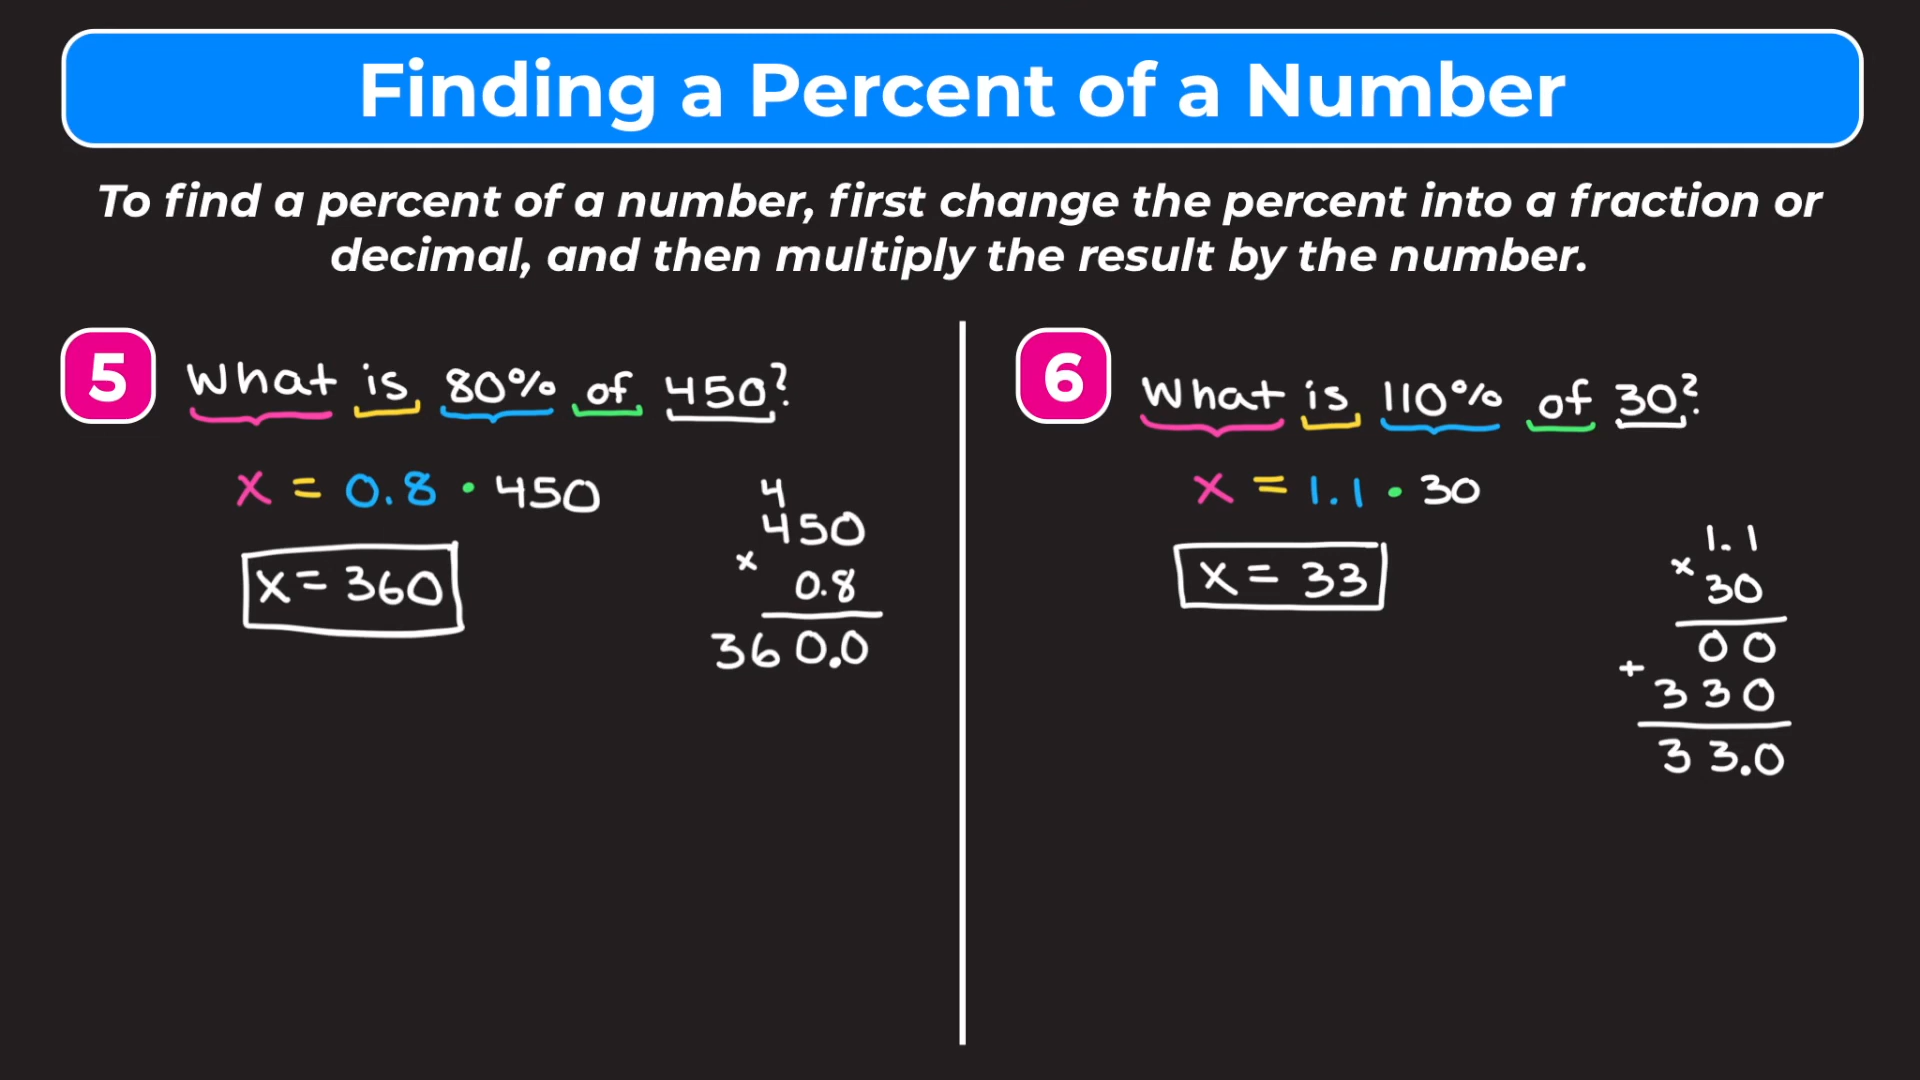 Finding a Percent of a Number
To find a percent of a number, first change the percent into a fraction or
decimal, and then multiply the result by the number.
5
What is 80% of 450?
x = 0.8 · 450
x = 360
4
450
x
0.8
360.0
6
What is 110% of 30?
x = 1.1 · 30
x = 33
1.1
x
30
00
+
330
33.0